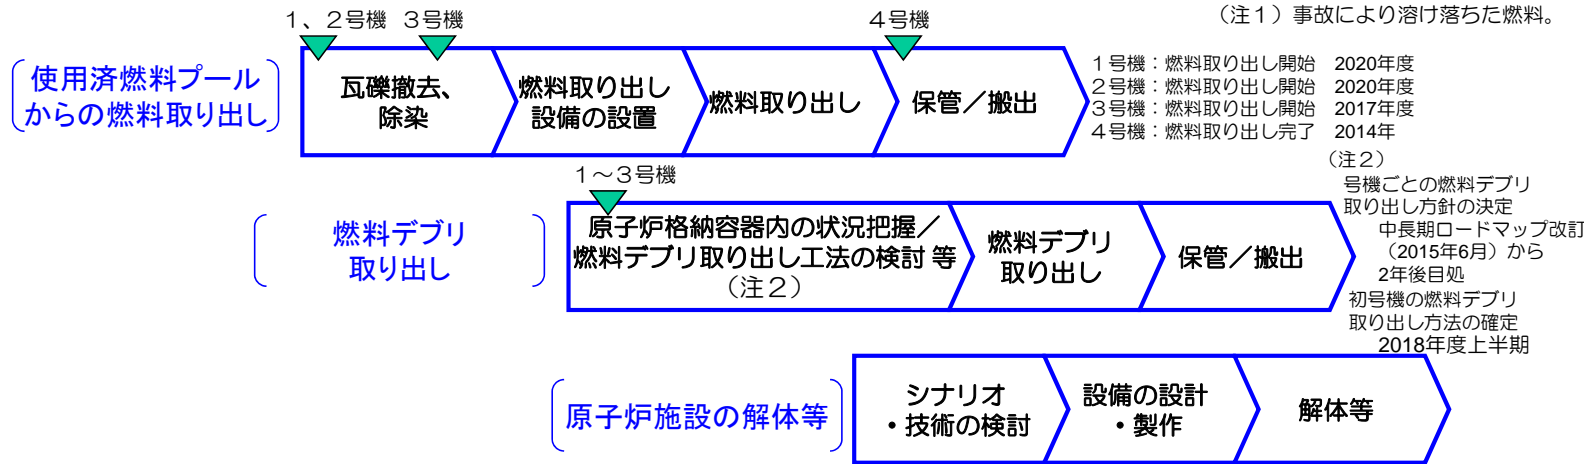 (注１)事故により溶け落ちた燃料。
１、２号機
３号機
４号機
使用済燃料プール
からの燃料取り出し
瓦礫撤去、
除染
燃料取り出し
設備の設置
燃料取り出し
保管／搬出
１号機：燃料取り出し開始　2020年度
２号機：燃料取り出し開始　2020年度
３号機：燃料取り出し開始　2017年度
４号機：燃料取り出し完了　2014年
１～３号機
燃料デブリ
取り出し
原子炉格納容器内の状況把握／
燃料デブリ取り出し工法の検討 等
（注２）
燃料デブリ
取り出し
保管／搬出
（注２）
号機ごとの燃料デブリ
取り出し方針の決定
中長期ロードマップ改訂
（2015年6月）から
2年後目処
初号機の燃料デブリ
取り出し方法の確定
2018年度上半期
原子炉施設の解体等
シナリオ
・技術の検討
設備の設計
・製作
解体等